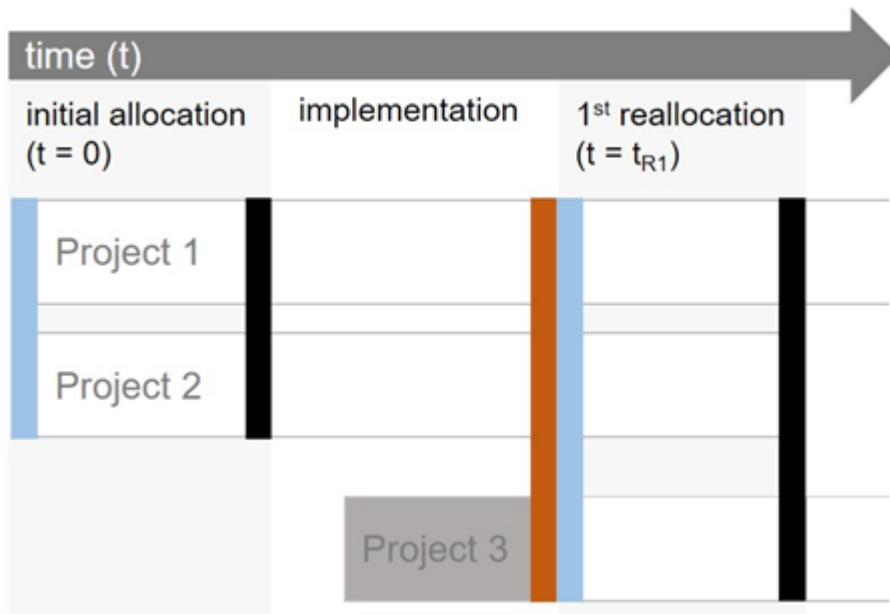 time (t)
initial allocation
(t = 0)
implementation
1st reallocation
(t = tR1)
Project 1
Project 2
Project 3